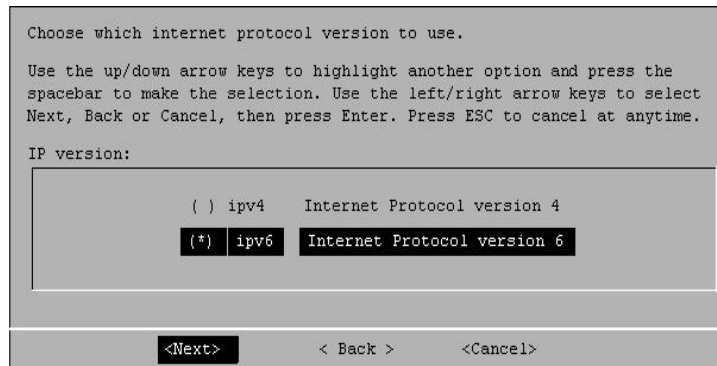 Choose which internet protocol version to use.
Use the up/down arrow keys to highlight another option and press the
spacebar to make the selection. Use the left/right arrow keys to select
Next, Back or Cancel, then press Enter. Press ESC to cancel at anytime.
IP version:
( ) ipv4 Internet Protocol version 4
(*) ipv6 Internet Protocol version 6
<Next> < Back > <Cancel>